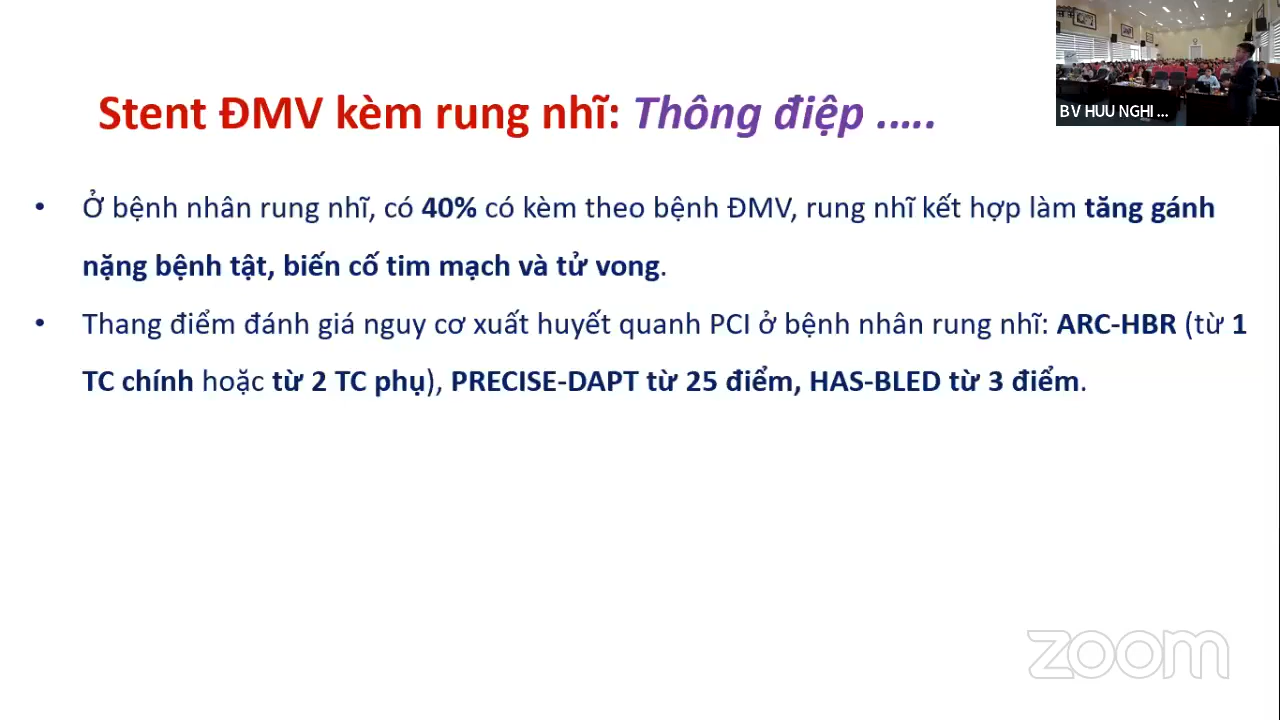 BV HUU NGHI ...
Stent ĐMV kèm rung nhĩ: Thông điệp .....
• Ở bệnh nhân rung nhĩ, có 40% có kèm theo bệnh ĐMV, rung nhĩ kết hợp làm tăng gánh
nặng bệnh tật, biến cố tim mạch và tử vong.
• Thang điểm đánh giá nguy cơ xuất huyết quanh PCI ở bệnh nhân rung nhĩ: ARC-HBR (từ 1
TC chính hoặc từ 2 TC phụ), PRECISE-DAPT từ 25 điểm, HAS-BLED từ 3 điểm.
zoom